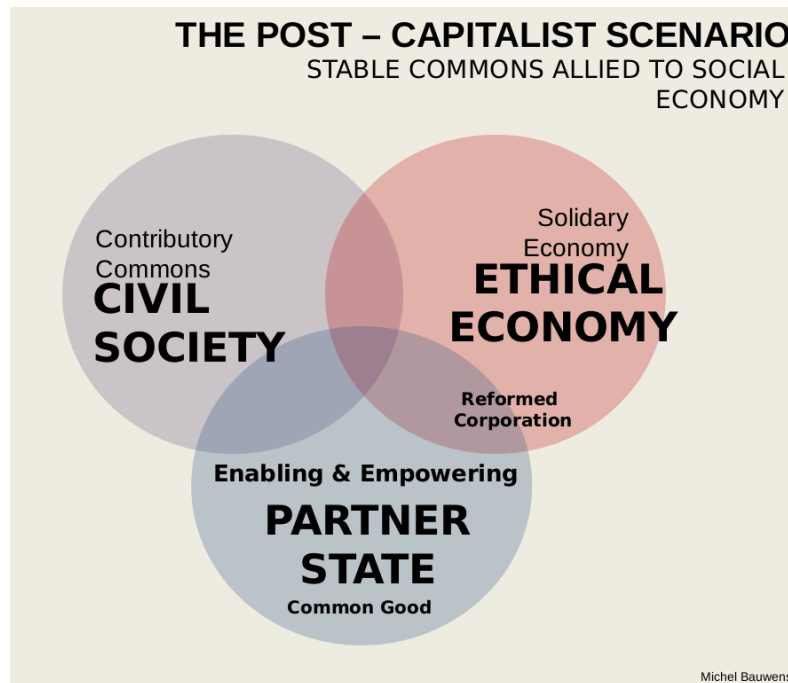 THE POST – CAPITALIST SCENARIO
STABLE COMMONS ALLIED TO SOCIAL
ECONOMY
Contributory
Commons
CIVIL
SOCIETY
Solidary
Economy
ETHICAL
ECONOMY
Reformed
Corporation
Enabling & Empowering
PARTNER
STATE
Common Good
Michel Bauwens